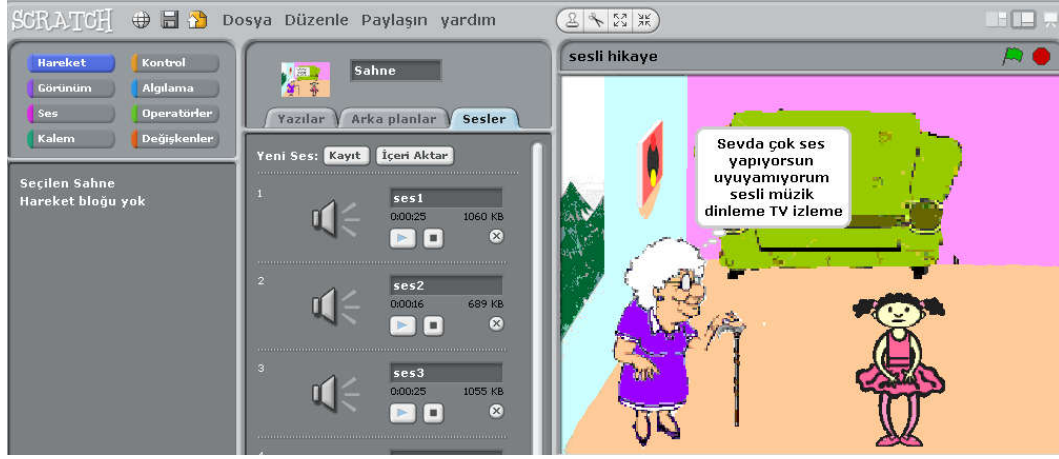 SCRATCH Dosya Düzenle Paylaşın yardım
Hareket Kontrol
Görünüm Algılama
Ses Operatörler
Kalem Değişkenler
Seçilen Sahne
Hareket bloğu yok
Sahne
Yazılar Arka planlar Sesler
Yeni Ses: Kayıt İçeri Aktar
1
ses1
0:00:25 1060 KB
2
ses2
0:00:16 689 KB
3
ses3
0:00:25 1055 KB
sesli hikaye
Sevda çok ses
yapıyorsun
uyuyamıyorum
sesli müzik
dinleme TV izleme